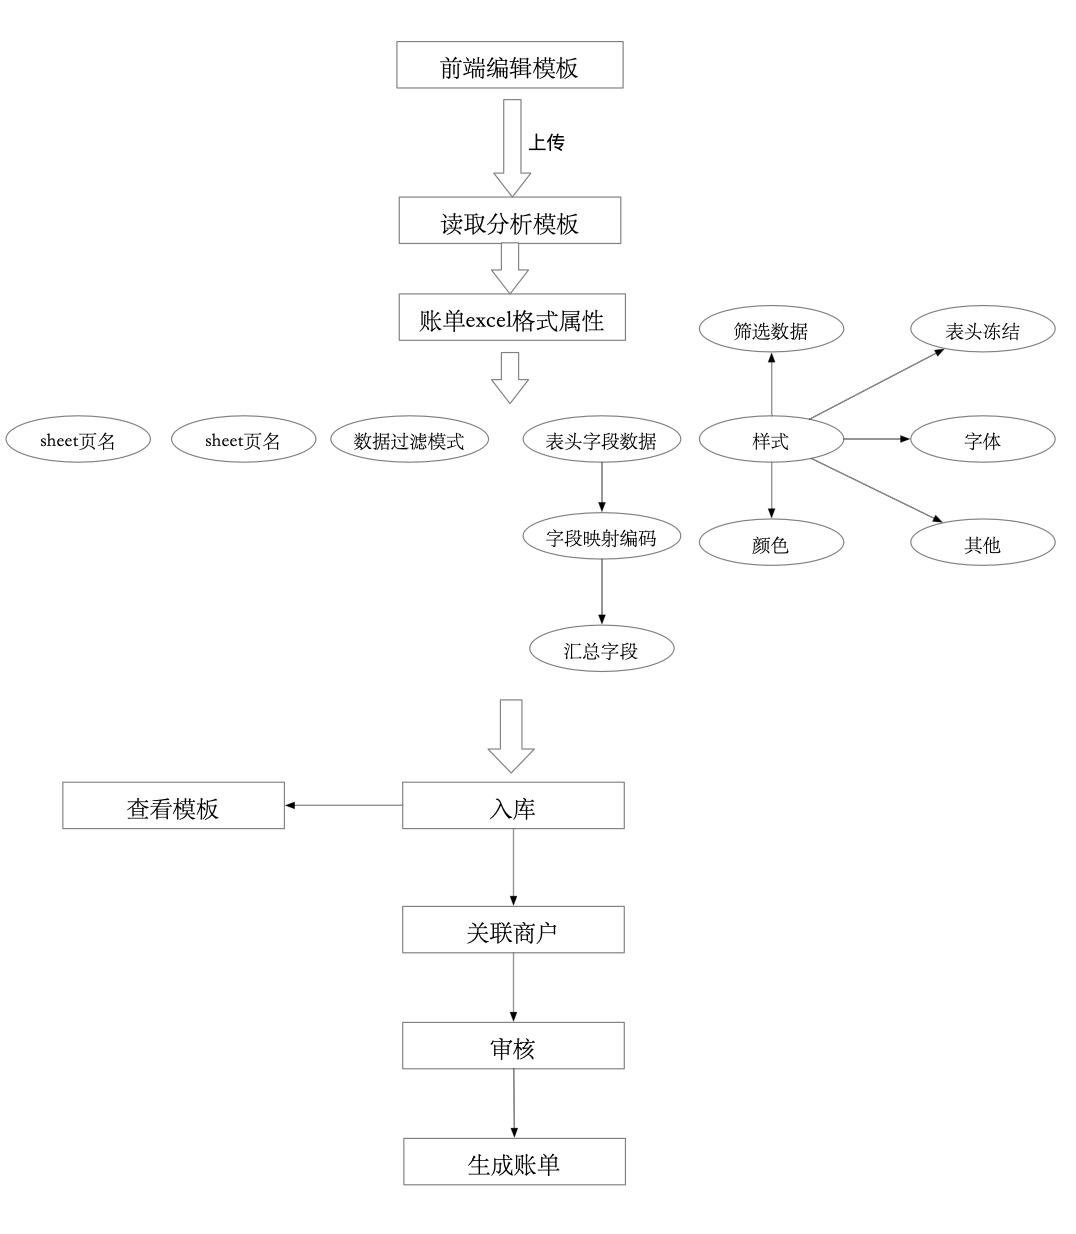 前端编辑模板
上传
读取分析模板
账单excel格式属性
筛选数据
表头冻结
sheet页名
sheet页名
数据过滤模式
表头字段数据
样式
字体
字段映射编码
颜色
其他
汇总字段
查看模板
入库
关联商户
审核
生成账单